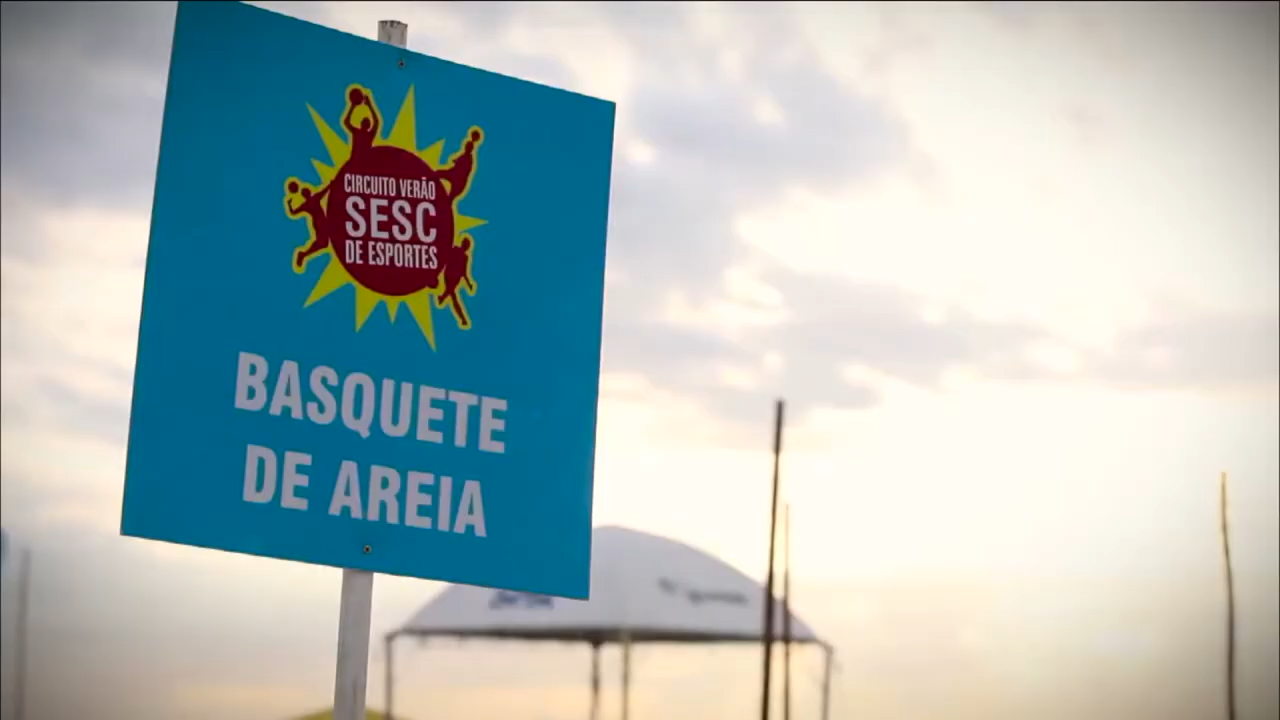 CIRCUITO VERÃO
SESC
DE ESPORTES
BASQUETE
DE AREIA